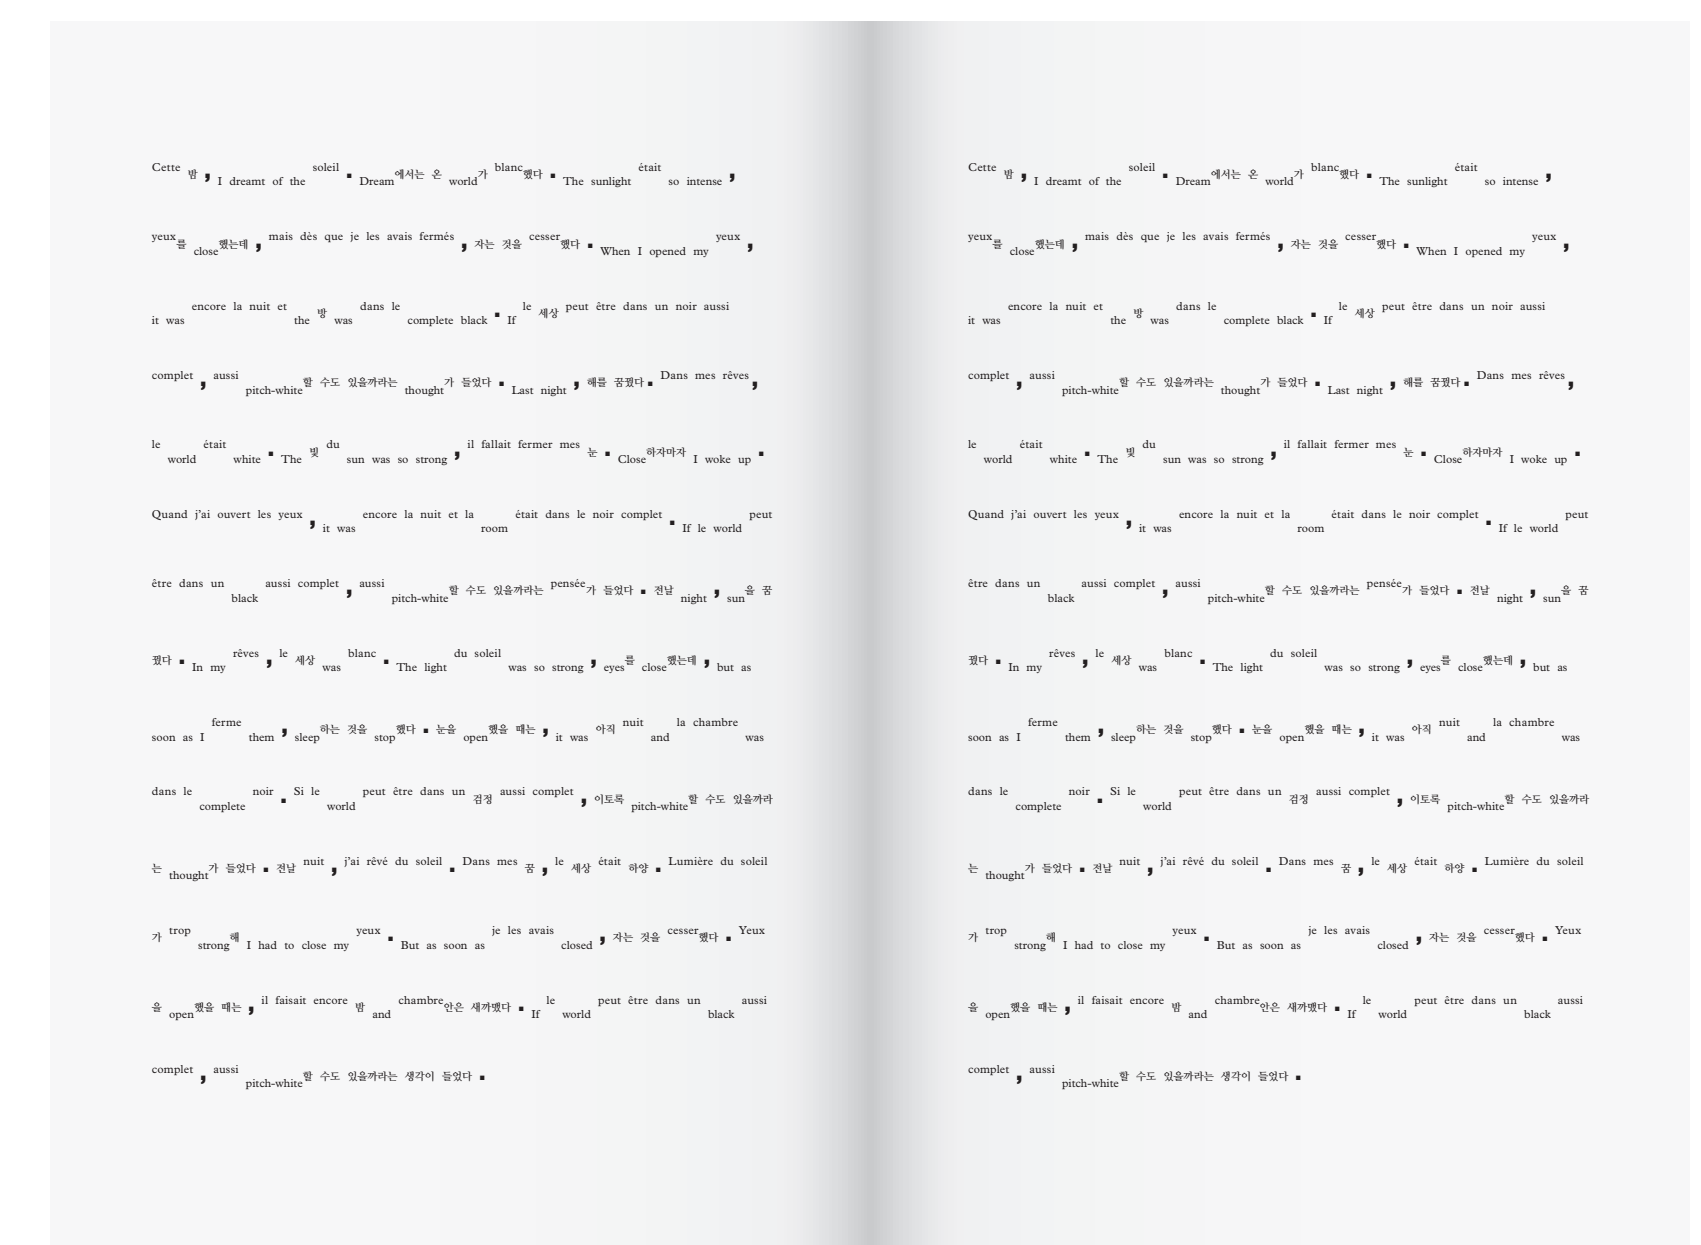 Cette 밤, I dreamt of the soleil. Dream에서는 온 world가 blanc했다. The sunlight était so intense,
yeux를 close했는데, mais dès que je les avais fermés, 자는 것을 cesser했다. When I opened my yeux,
it was encore la nuit et the 방 was dans le complete black. If le 세상 peut être dans un noir aussi
complet, aussi pitch-white할 수도 있을까라는 thought가 들었다. Last night, 해를 꿈꿨다. Dans mes rêves,
le world était white. The 빛 du sun was so strong, il fallait fermer mes 눈. Close하자마자 I woke up.
Quand j'ai ouvert les yeux, it was encore la nuit et la room était dans le noir complet. If le world peut
être dans un black aussi complet, aussi pitch-white할 수도 있을까라는 pensée가 들었다. 전날 night, sun을 꿈
꿨다. In my rêves, le 세상 was blanc. The light du soleil was so strong, eyes를 close했는데, but as
soon as I ferme them, sleep하는 것을 stop했다. 눈을 open했을 때는, it was 아직 nuit and la chambre was
dans le complete noir. Si le world peut être dans un 검정 aussi complet, 이토록 pitch-white할 수도 있을까라
는 thought가 들었다. 전날 nuit, j'ai rêvé du soleil. Dans mes 꿈, le 세상 était 하양. Lumière du soleil
가 trop strong해 I had to close my yeux. But as soon as je les avais closed, 자는 것을 cesser했다. Yeux
을 open했을 때는, il faisait encore 밤 and chambre안은 새까맸다. If le world peut être dans un black aussi
complet, aussi pitch-white할 수도 있을까라는 생각이 들었다.
Cette 밤, I dreamt of the soleil. Dream에서는 온 world가 blanc했다. The sunlight était so intense,
yeux를 close했는데, mais dès que je les avais fermés, 자는 것을 cesser했다. When I opened my yeux,
it was encore la nuit et the 방 was dans le complete black. If le 세상 peut être dans un noir aussi
complet, aussi pitch-white할 수도 있을까라는 thought가 들었다. Last night, 해를 꿈꿨다. Dans mes rêves,
le world était white. The 빛 du sun was so strong, il fallait fermer mes 눈. Close하자마자 I woke up.
Quand j'ai ouvert les yeux, it was encore la nuit et la room était dans le noir complet. If le world peut
être dans un black aussi complet, aussi pitch-white할 수도 있을까라는 pensée가 들었다. 전날 night, sun을 꿈
꿨다. In my rêves, le 세상 was blanc. The light du soleil was so strong, eyes를 close했는데, but as
soon as I ferme them, sleep하는 것을 stop했다. 눈을 open했을 때는, it was 아직 nuit and la chambre was
dans le complete noir. Si le world peut être dans un 검정 aussi complet, 이토록 pitch-white할 수도 있을까라
는 thought가 들었다. 전날 nuit, j'ai rêvé du soleil. Dans mes 꿈, le 세상 était 하양. Lumière du soleil
가 trop strong해 I had to close my yeux. But as soon as je les avais closed, 자는 것을 cesser했다. Yeux
을 open했을 때는, il faisait encore 밤 and chambre안은 새까맸다. If le world peut être dans un black aussi
complet, aussi pitch-white할 수도 있을까라는 생각이 들었다.